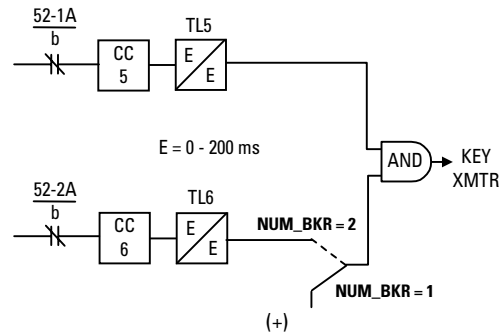 52-1A
b
CC
5
TL5
E
E
E = 0 - 200 ms
AND
KEY
XMTR
52-2A
b
CC
6
TL6
E
E
NUM_BKR = 2
NUM_BKR = 1
(+)